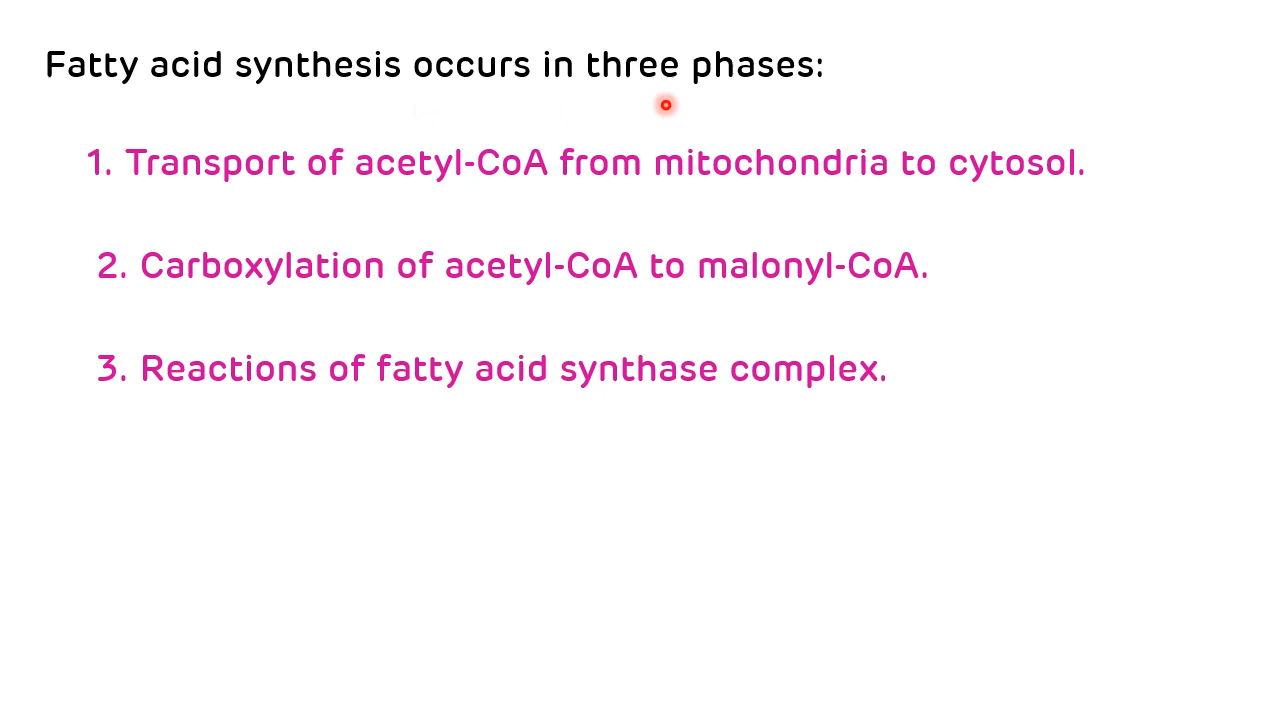 Fatty acid synthesis occurs in three phases:
1. Transport of acetyl-CoA from mitochondria to cytosol.
2. Carboxylation of acetyl-CoA to malonyl-CoA.
3. Reactions of fatty acid synthase complex.